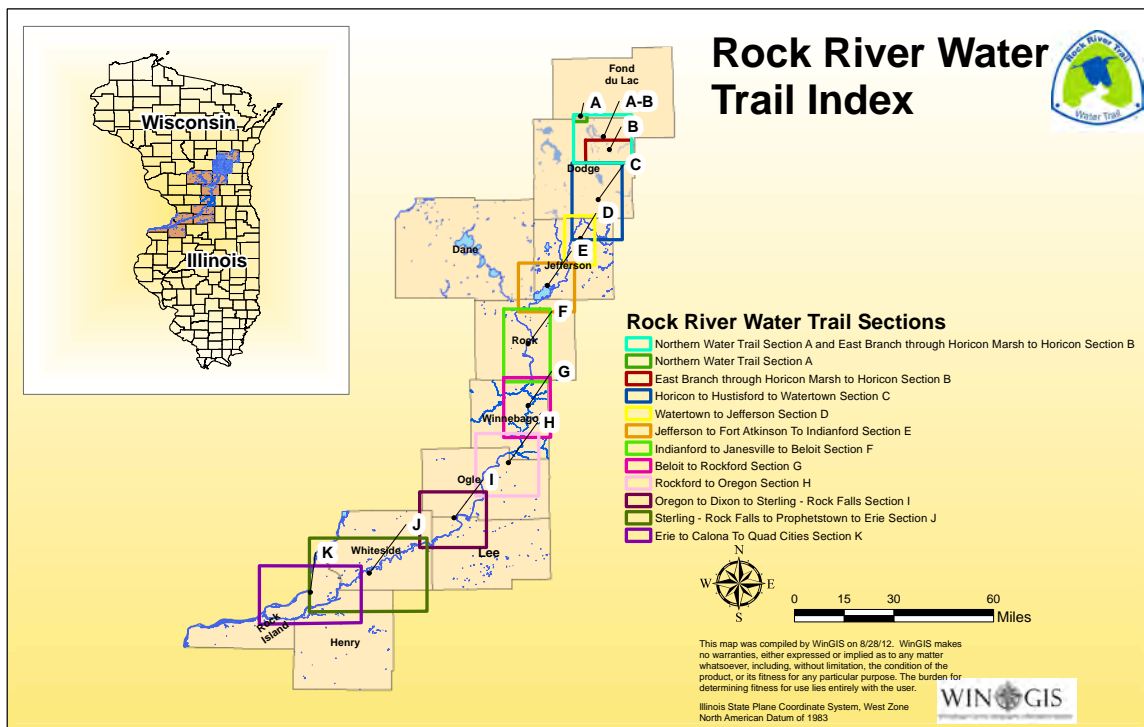 Rock River Water
Trail Index
Rock River Trail
Water Trail
Wisconsin
Illinois
Fond
du Lac
A
A-B
B
C
Dodge
D
E
Dane
Jefferson
F
Rock
G
Winnebago
H
Ogle
I
J
Whiteside
Lee
K
Rock
Island
Henry
Rock River Water Trail Sections
Northern Water Trail Section A and East Branch through Horicon Marsh to Horicon Section B
Northern Water Trail Section A
East Branch through Horicon Marsh to Horicon Section B
Horicon to Hustisford to Watertown Section C
Watertown to Jefferson Section D
Jefferson to Fort Atkinson To Indianford Section E
Indianford to Janesville to Beloit Section F
Beloit to Rockford Section G
Rockford to Oregon Section H
Oregon to Dixon to Sterling - Rock Falls Section I
Sterling - Rock Falls to Prophetstown to Erie Section J
Erie to Calona To Quad Cities Section K
N
W E
S
0 15 30 60
Miles
This map was compiled by WinGIS on 8/28/12. WinGIS makes
no warranties, either expressed or implied as to any matter
whatsoever, including, without limitation, the condition of the
product, or its fitness for any particular purpose. The burden for
determining fitness for use lies entirely with the user.
Illinois State Plane Coordinate System, West Zone
North American Datum of 1983
WIN GIS